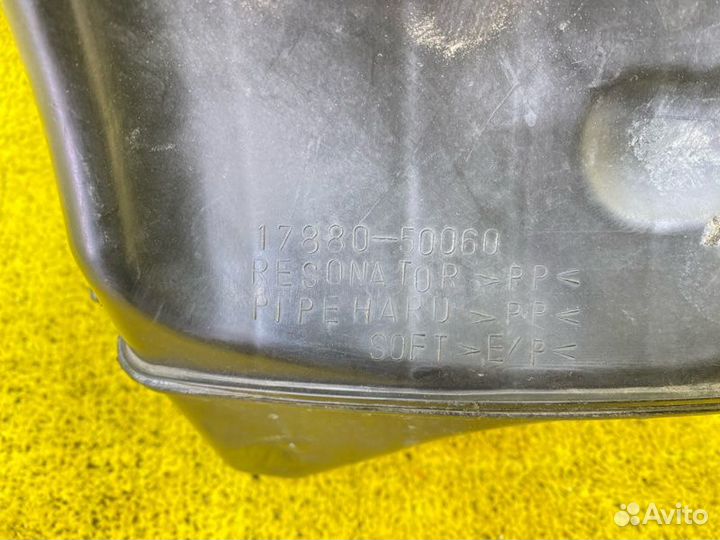 17880-50060
RESONATOR >PP<
PIPE HARD >PP<
SOFT >E/P<
Avito